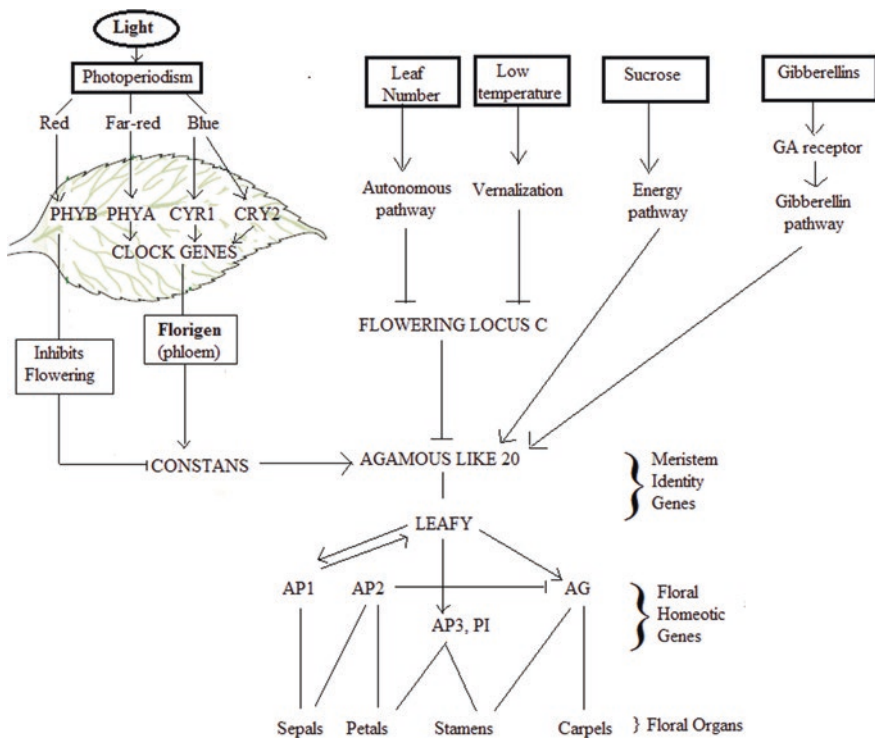 Light
Photoperiodism
Leaf
Number
Low
temperature
Sucrose
Gibberellins
Red
Far-red
Blue
GA receptor
Autonomous
pathway
Vernalization
Energy
pathway
Gibberellin
pathway
PHYB
PHYA
CYR1
CRY2
CLOCK GENES
Florigen
(phloem)
FLOWERING LOCUS C
Inhibits
Flowering
CONSTANS
AGAMOUS LIKE 20
Meristem
Identity
Genes
LEAFY
AP1
AP2
AG
AP3, PI
Floral
Homeotic
Genes
Sepals
Petals
Stamens
Carpels
} Floral Organs